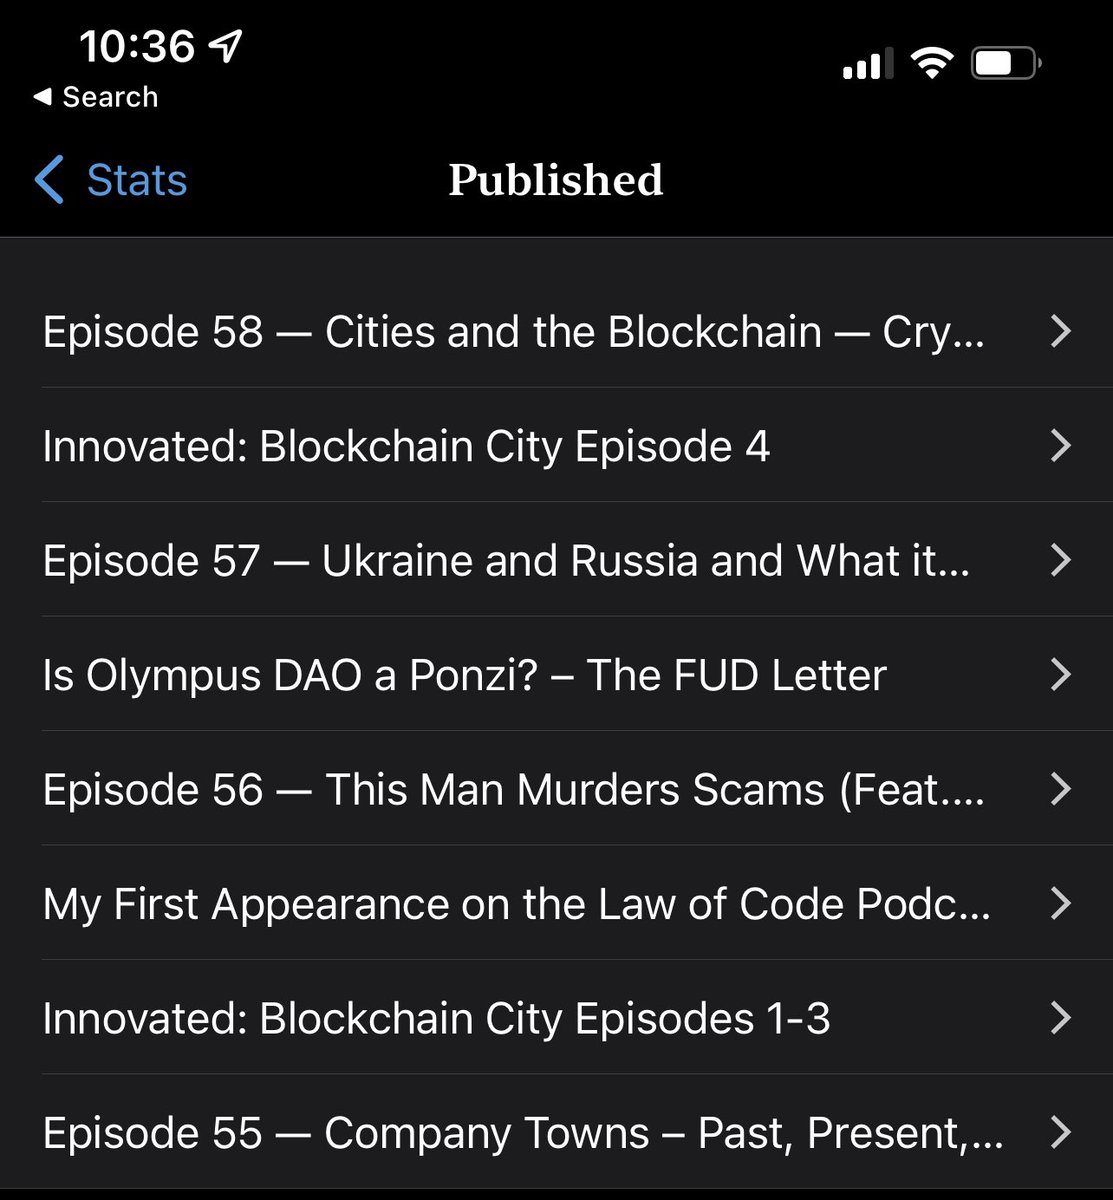 10:36
Search
Stats
Published
Episode 58 — Cities and the Blockchain — Cry...
Innovated: Blockchain City Episode 4
Episode 57 — Ukraine and Russia and What it...
Is Olympus DAO a Ponzi? – The FUD Letter
Episode 56 — This Man Murders Scams (Feat....
My First Appearance on the Law of Code Podc...
Innovated: Blockchain City Episodes 1-3
Episode 55 — Company Towns – Past, Present,...